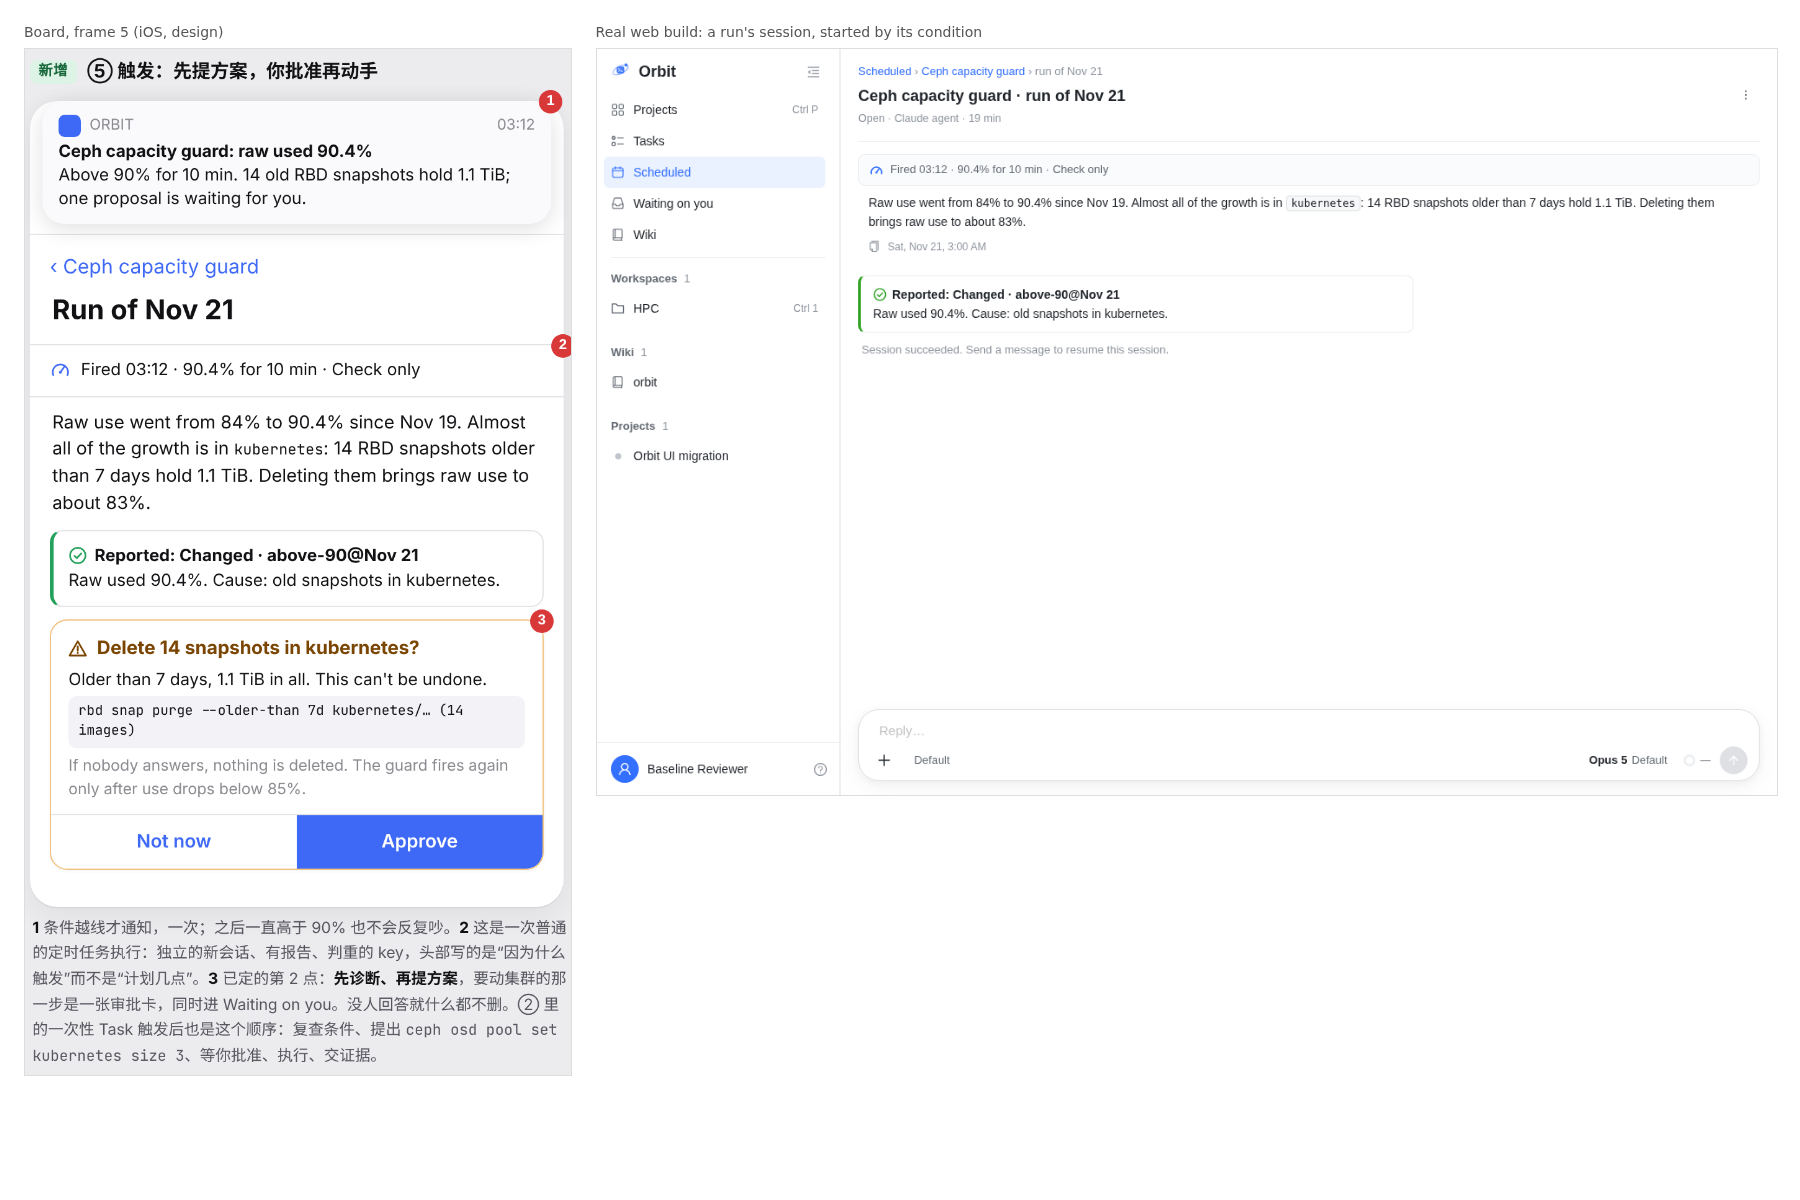 Board, frame 5 (iOS, design)
新增 ⑤ 触发：先提方案，你批准再动手
1
ORBIT 03:12
Ceph capacity guard: raw used 90.4%
Above 90% for 10 min. 14 old RBD snapshots hold 1.1 TiB;
one proposal is waiting for you.
‹ Ceph capacity guard
Run of Nov 21
2
Fired 03:12 · 90.4% for 10 min · Check only
Raw use went from 84% to 90.4% since Nov 19. Almost
all of the growth is in kubernetes: 14 RBD snapshots older
than 7 days hold 1.1 TiB. Deleting them brings raw use to
about 83%.
Reported: Changed · above-90@Nov 21
Raw used 90.4%. Cause: old snapshots in kubernetes.
3
Delete 14 snapshots in kubernetes?
Older than 7 days, 1.1 TiB in all. This can't be undone.
rbd snap purge --older-than 7d kubernetes/… (14
images)
If nobody answers, nothing is deleted. The guard fires again
only after use drops below 85%.
Not now Approve
1 条件越线才通知，一次；之后一直高于 90% 也不会反复吵。2 这是一次普通
的定时任务执行：独立的新会话、有报告、判重的 key，头部写的是“因为什么
触发”而不是“计划几点”。3 已定的第 2 点：先诊断、再提方案，要动集群的那
一步是一张审批卡，同时进 Waiting on you。没人回答就什么都不删。② 里
的一次性 Task 触发后也是这个顺序：复查条件、提出 ceph osd pool set
kubernetes size 3、等你批准、执行、交证据。
Real web build: a run's session, started by its condition
Orbit
Projects Ctrl P
Tasks
Scheduled
Waiting on you
Wiki
Workspaces 1
HPC Ctrl 1
Wiki 1
orbit
Projects 1
Orbit UI migration
Baseline Reviewer
Scheduled › Ceph capacity guard › run of Nov 21
Ceph capacity guard · run of Nov 21
Open · Claude agent · 19 min
Fired 03:12 · 90.4% for 10 min · Check only
Raw use went from 84% to 90.4% since Nov 19. Almost all of the growth is in kubernetes: 14 RBD snapshots older than 7 days hold 1.1 TiB. Deleting them
brings raw use to about 83%.
Sat, Nov 21, 3:00 AM
Reported: Changed · above-90@Nov 21
Raw used 90.4%. Cause: old snapshots in kubernetes.
Session succeeded. Send a message to resume this session.
Reply…
Default Opus 5 Default —